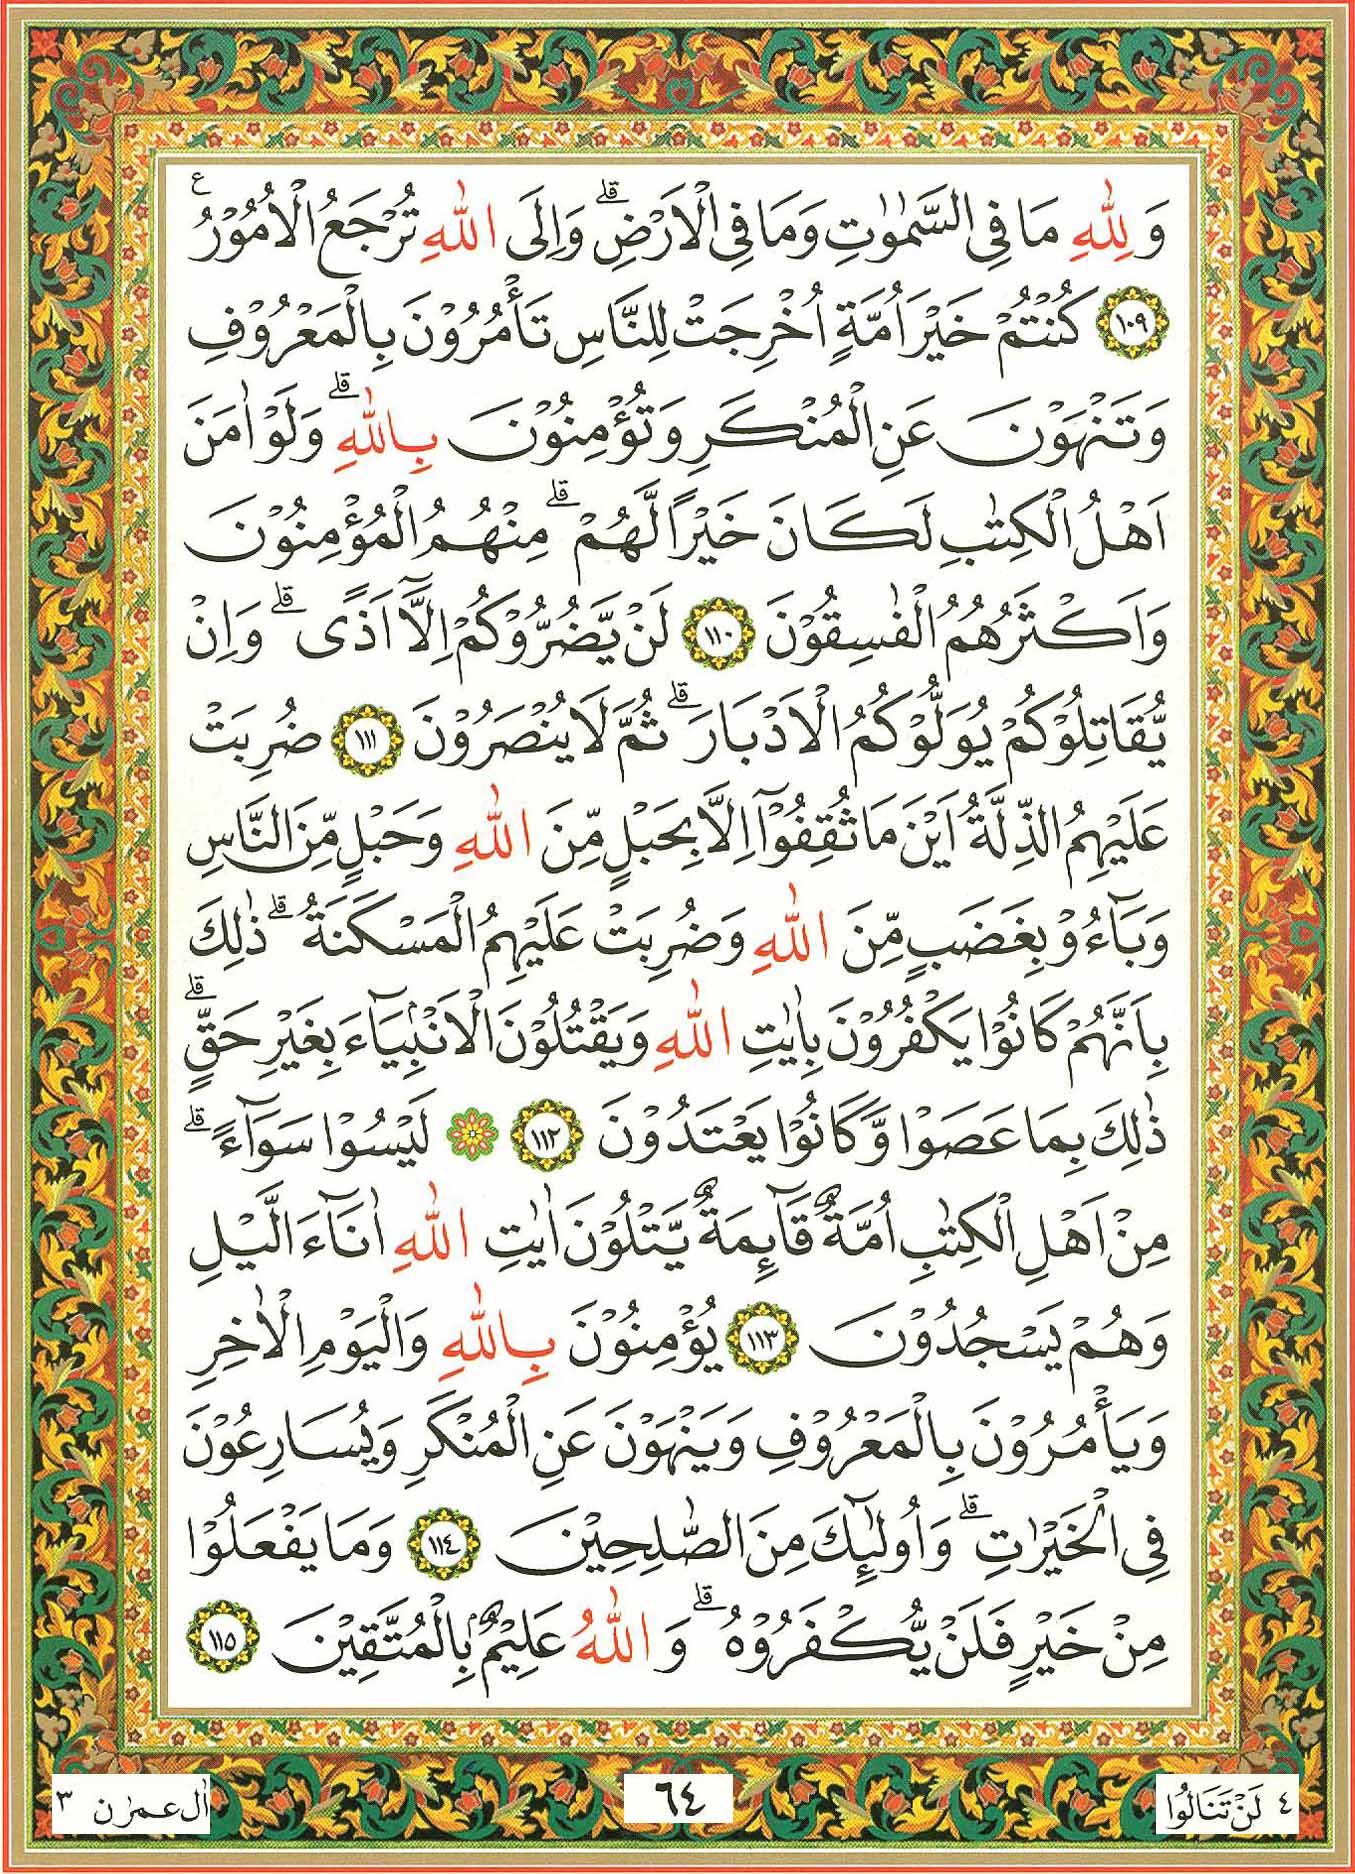 وَلِلّٰهِ مَا فِى السَّمٰوٰتِ وَمَا فِى الْاَرْضِ ۗ وَاِلَى اللّٰهِ تُرْجَعُ الْاُمُوْرُ ع
١٠٩ كُنْتُمْ خَيْرَ اُمَّةٍ اُخْرِجَتْ لِلنَّاسِ تَأْمُرُوْنَ بِالْمَعْرُوْفِ
وَتَنْهَوْنَ عَنِ الْمُنْكَرِ وَتُؤْمِنُوْنَ بِاللّٰهِ ۗ وَلَوْ اٰمَنَ
اَهْلُ الْكِتٰبِ لَكَانَ خَيْرًا لَّهُمْ ۗ مِنْهُمُ الْمُؤْمِنُوْنَ
وَاَكْثَرُهُمُ الْفٰسِقُوْنَ ١١٠ لَنْ يَّضُرُّوْكُمْ اِلَّآ اَذًى ۗ وَاِنْ
يُّقَاتِلُوْكُمْ يُوَلُّوْكُمُ الْاَدْبَارَ ۗ ثُمَّ لَا يُنْصَرُوْنَ ١١١ ضُرِبَتْ
عَلَيْهِمُ الذِّلَّةُ اَيْنَ مَا ثُقِفُوْٓا اِلَّا بِحَبْلٍ مِّنَ اللّٰهِ وَحَبْلٍ مِّنَ النَّاسِ
وَبَآءُوْ بِغَضَبٍ مِّنَ اللّٰهِ وَضُرِبَتْ عَلَيْهِمُ الْمَسْكَنَةُ ۗ ذٰلِكَ
بِاَنَّهُمْ كَانُوْا يَكْفُرُوْنَ بِاٰيٰتِ اللّٰهِ وَيَقْتُلُوْنَ الْاَنْۢبِيَآءَ بِغَيْرِ حَقٍّ ۗ
ذٰلِكَ بِمَا عَصَوْا وَّكَانُوْا يَعْتَدُوْنَ ١١٢ لَيْسُوْا سَوَآءً ۗ
مِنْ اَهْلِ الْكِتٰبِ اُمَّةٌ قَآئِمَةٌ يَّتْلُوْنَ اٰيٰتِ اللّٰهِ اٰنَآءَ الَّيْلِ
وَهُمْ يَسْجُدُوْنَ ١١٣ يُؤْمِنُوْنَ بِاللّٰهِ وَالْيَوْمِ الْاٰخِرِ
وَيَأْمُرُوْنَ بِالْمَعْرُوْفِ وَيَنْهَوْنَ عَنِ الْمُنْكَرِ وَيُسَارِعُوْنَ
فِى الْخَيْرٰتِ ۗ وَاُولٰٓئِكَ مِنَ الصّٰلِحِيْنَ ١١٤ وَمَا يَفْعَلُوْا
مِنْ خَيْرٍ فَلَنْ يُّكْفَرُوْهُ ۗ وَاللّٰهُ عَلِيْمٌۢ بِالْمُتَّقِيْنَ ١١٥
٤ لَنْ تَنَالُوا
٦٤
اٰل عمرٰن ٣